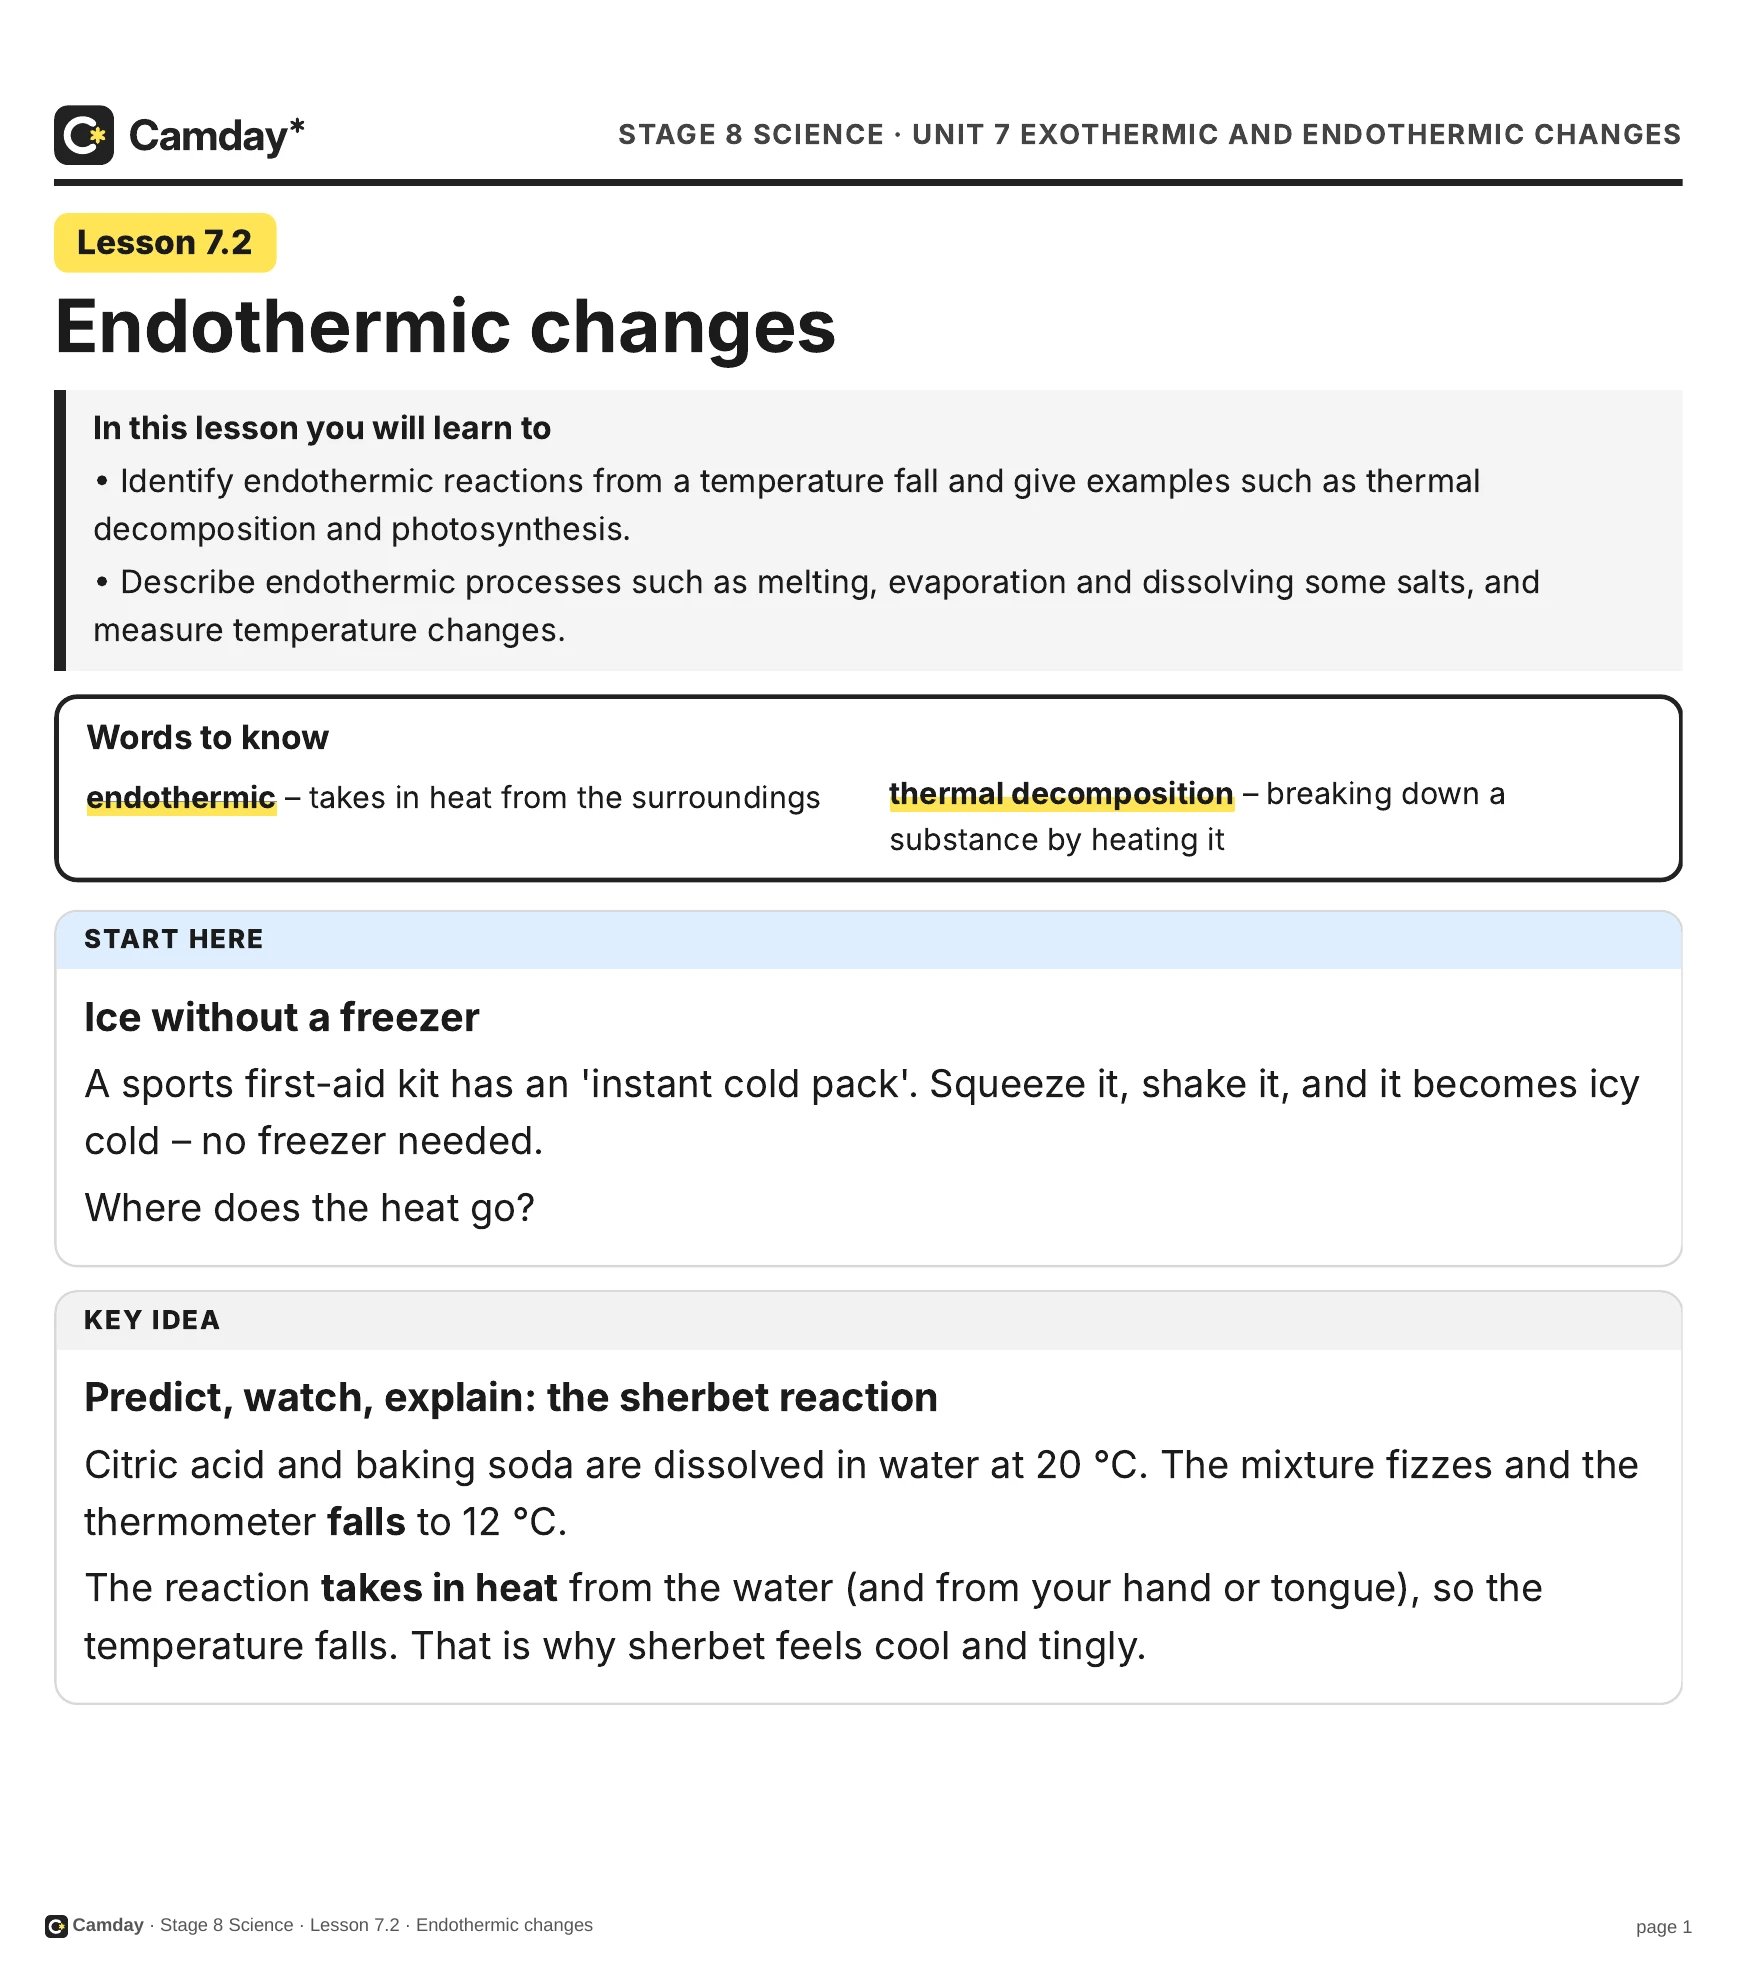 Camday*
STAGE 8 SCIENCE · UNIT 7 EXOTHERMIC AND ENDOTHERMIC CHANGES
Lesson 7.2
Endothermic changes
In this lesson you will learn to
• Identify endothermic reactions from a temperature fall and give examples such as thermal
decomposition and photosynthesis.
• Describe endothermic processes such as melting, evaporation and dissolving some salts, and
measure temperature changes.
Words to know
endothermic – takes in heat from the surroundings
thermal decomposition – breaking down a
substance by heating it
START HERE
Ice without a freezer
A sports first-aid kit has an 'instant cold pack'. Squeeze it, shake it, and it becomes icy
cold – no freezer needed.
Where does the heat go?
KEY IDEA
Predict, watch, explain: the sherbet reaction
Citric acid and baking soda are dissolved in water at 20 °C. The mixture fizzes and the
thermometer falls to 12 °C.
The reaction takes in heat from the water (and from your hand or tongue), so the
temperature falls. That is why sherbet feels cool and tingly.
Camday · Stage 8 Science · Lesson 7.2 · Endothermic changes
page 1